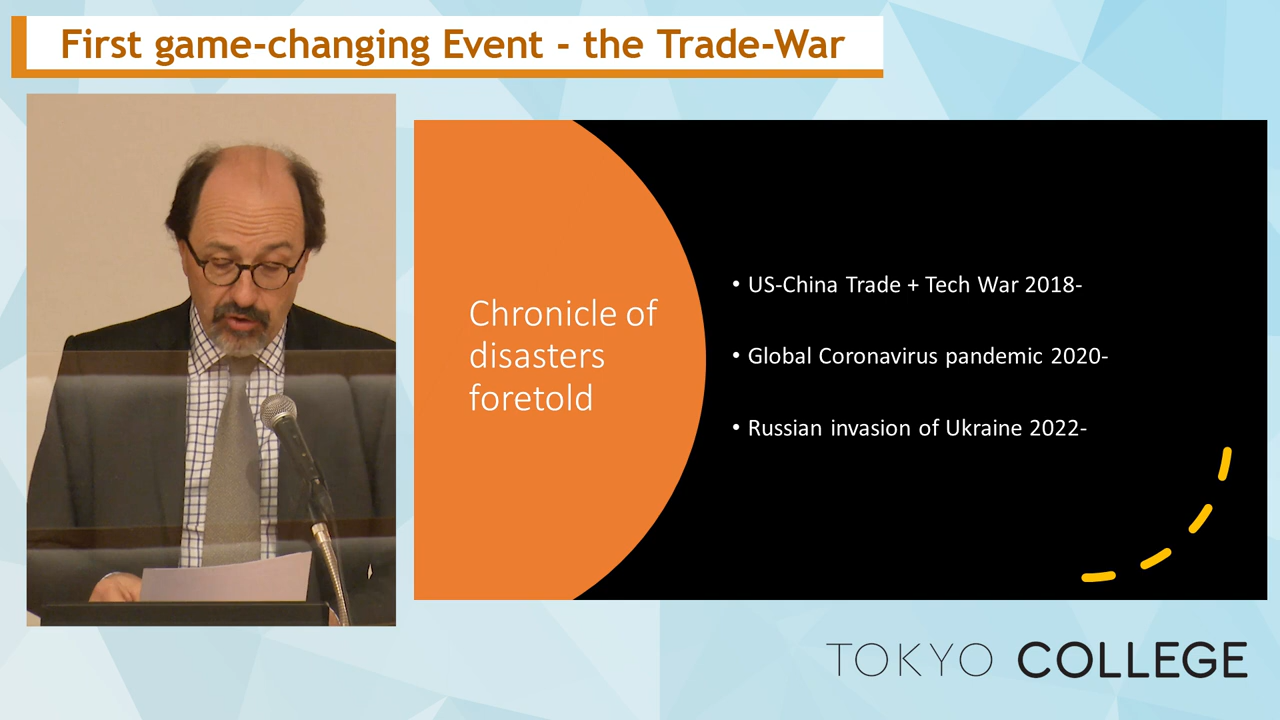 First game-changing Event - the Trade-War
Chronicle of
disasters
foretold
• US-China Trade + Tech War 2018-
• Global Coronavirus pandemic 2020-
• Russian invasion of Ukraine 2022-
TOKYO COLLEGE